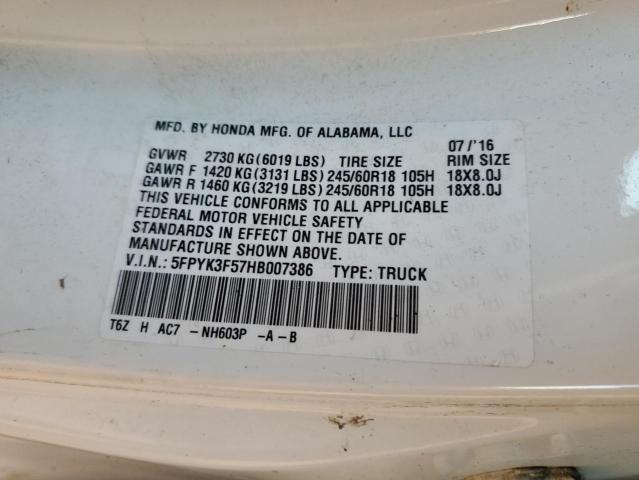 MFD. BY HONDA MFG. OF ALABAMA, LLC 07/'16
GVWR 2730 KG(6019 LBS) TIRE SIZE RIM SIZE
GAWR F 1420 KG(3131 LBS) 245/60R18 105H 18X8.0J
GAWR R 1460 KG(3219 LBS) 245/60R18 105H 18X8.0J
THIS VEHICLE CONFORMS TO ALL APPLICABLE
FEDERAL MOTOR VEHICLE SAFETY
STANDARDS IN EFFECT ON THE DATE OF
MANUFACTURE SHOWN ABOVE.
V.I.N.: 5FPYK3F57HB007386 TYPE: TRUCK
T6Z H AC7 - NH603P - A - B